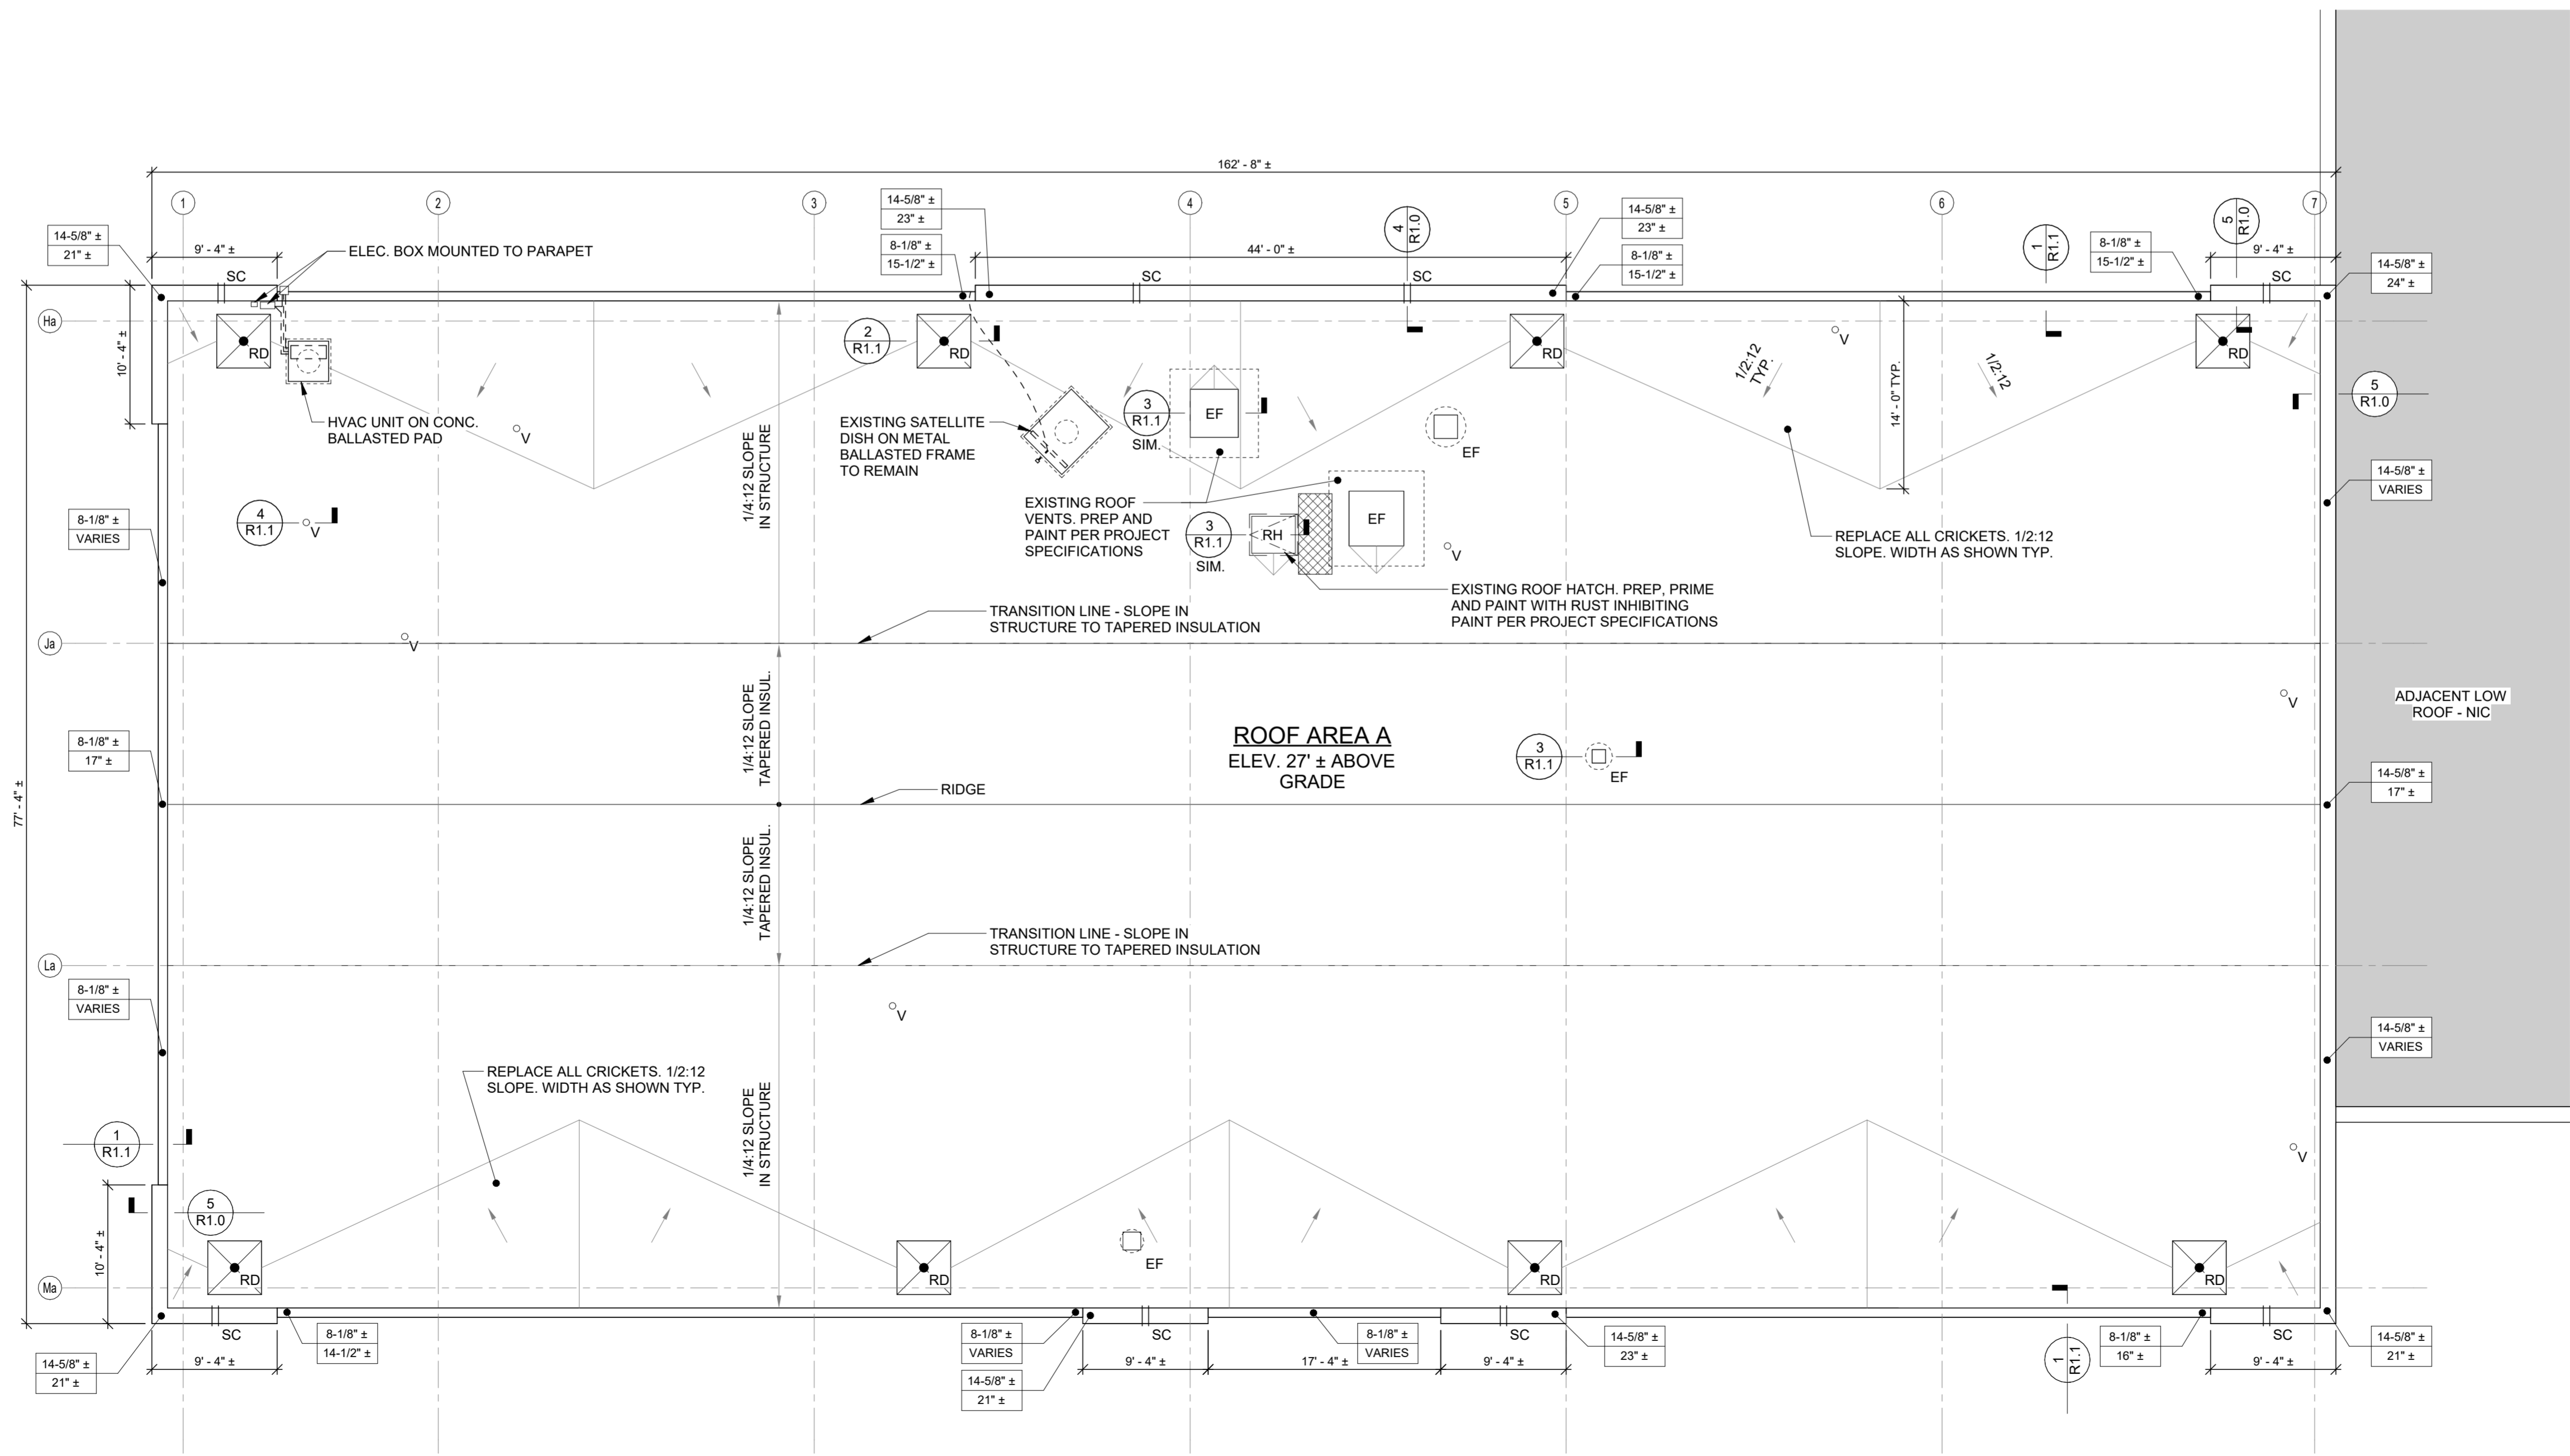 162' - 8" ±
1
2
3
4
5
6
7
14-5/8" ±
21" ±
9' - 4" ±
SC
ELEC. BOX MOUNTED TO PARAPET
14-5/8" ±
23" ±
8-1/8" ±
15-1/2" ±
44' - 0" ±
SC
4
R1.0
SC
14-5/8" ±
23" ±
8-1/8" ±
15-1/2" ±
1
R1.1
8-1/8" ±
15-1/2" ±
5
R1.0
9' - 4" ±
SC
14-5/8" ±
24" ±
Ha
10' - 4" ±
RD
2
R1.1
RD
RD
V
1/2:12
TYP.
1/2:12
14' - 0" TYP.
RD
5
R1.0
HVAC UNIT ON CONC.
BALLASTED PAD
V
1/4:12 SLOPE
IN STRUCTURE
EXISTING SATELLITE
DISH ON METAL
BALLASTED FRAME
TO REMAIN
3
R1.1
SIM.
EF
EF
8-1/8" ±
VARIES
4
R1.1
V
EXISTING ROOF
VENTS. PREP AND
PAINT PER PROJECT
SPECIFICATIONS
3
R1.1
SIM.
RH
EF
V
REPLACE ALL CRICKETS. 1/2:12
SLOPE. WIDTH AS SHOWN TYP.
14-5/8" ±
VARIES
EXISTING ROOF HATCH. PREP, PRIME
AND PAINT WITH RUST INHIBITING
PAINT PER PROJECT SPECIFICATIONS
TRANSITION LINE - SLOPE IN
STRUCTURE TO TAPERED INSULATION
Ja
V
77' - 4" ±
8-1/8" ±
17" ±
1/4:12 SLOPE
TAPERED INSUL.
ROOF AREA A
ELEV. 27' ± ABOVE
GRADE
3
R1.1
EF
V
ADJACENT LOW
ROOF - NIC
RIDGE
14-5/8" ±
17" ±
1/4:12 SLOPE
TAPERED INSUL.
TRANSITION LINE - SLOPE IN
STRUCTURE TO TAPERED INSULATION
La
8-1/8" ±
VARIES
V
14-5/8" ±
VARIES
REPLACE ALL CRICKETS. 1/2:12
SLOPE. WIDTH AS SHOWN TYP.
1/4:12 SLOPE
IN STRUCTURE
1
R1.1
V
5
R1.0
10' - 4" ±
RD
RD
EF
RD
RD
Ma
SC
8-1/8" ±
14-1/2" ±
14-5/8" ±
21" ±
9' - 4" ±
8-1/8" ±
VARIES
14-5/8" ±
21" ±
SC
9' - 4" ±
17' - 4" ±
8-1/8" ±
VARIES
SC
9' - 4" ±
14-5/8" ±
23" ±
1
R1.1
8-1/8" ±
16" ±
SC
9' - 4" ±
14-5/8" ±
21" ±